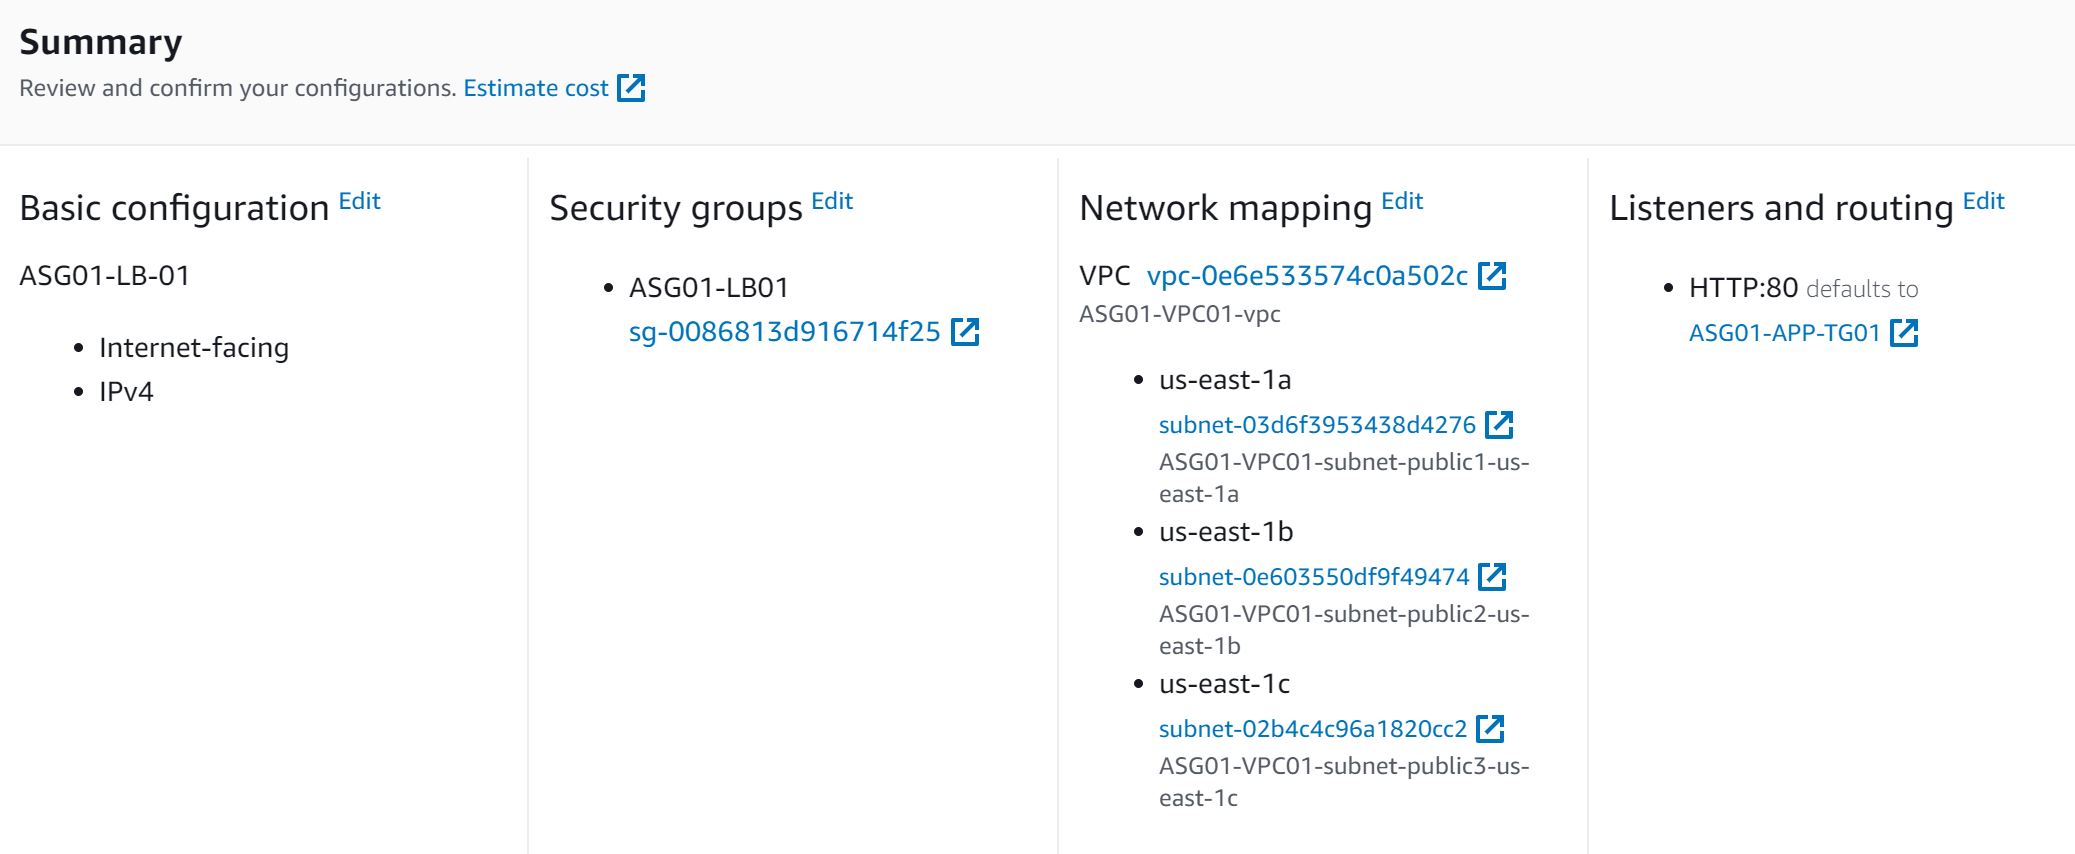 Summary
Review and confirm your configurations. Estimate cost
Basic configuration Edit
ASG01-LB-01
Internet-facing
IPv4
Security groups Edit
ASG01-LB01
sg-0086813d916714f25
Network mapping Edit
VPC vpc-0e6e533574c0a502c
ASG01-VPC01-vpc
us-east-1a
subnet-03d6f3953438d4276
ASG01-VPC01-subnet-public1-us-
east-1a
us-east-1b
subnet-0e603550df9f49474
ASG01-VPC01-subnet-public2-us-
east-1b
us-east-1c
subnet-02b4c4c96a1820cc2
ASG01-VPC01-subnet-public3-us-
east-1c
Listeners and routing Edit
HTTP:80 defaults to
ASG01-APP-TG01